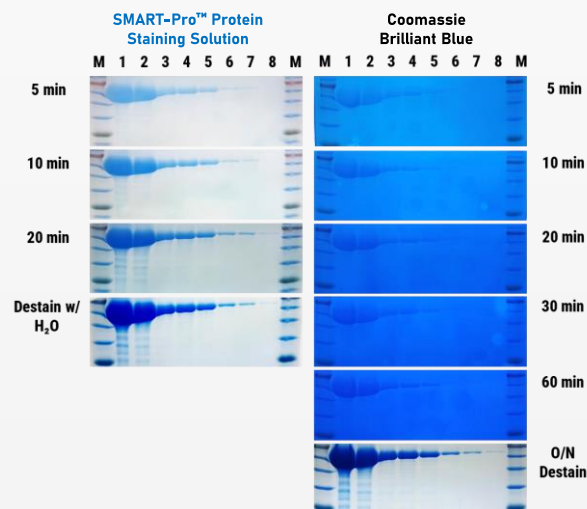 SMART-Pro™ Protein
Staining Solution
Coomassie
Brilliant Blue
M 1 2 3 4 5 6 7 8 M
M 1 2 3 4 5 6 7 8 M
5 min
5 min
10 min
10 min
20 min
20 min
Destain w/
H₂O
30 min
60 min
O/N
Destain